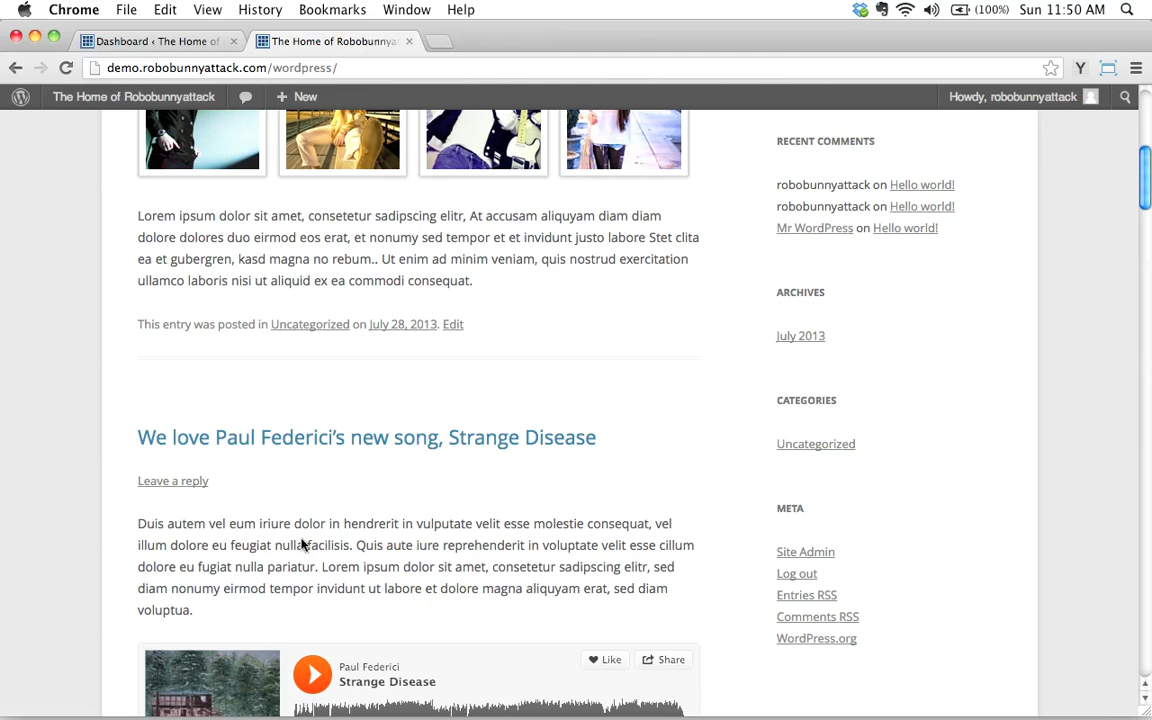 Chrome File Edit View History Bookmarks Window Help (100%) Sun 11:50 AM
Dashboard ‹ The Home of The Home of Robobunnya
demo.robobunnyattack.com/wordpress/
The Home of Robobunnyattack + New Howdy, robobunnyattack
Lorem ipsum dolor sit amet, consetetur sadipscing elitr, At accusam aliquyam diam diam
dolore dolores duo eirmod eos erat, et nonumy sed tempor et et invidunt justo labore Stet clita
ea et gubergren, kasd magna no rebum.. Ut enim ad minim veniam, quis nostrud exercitation
ullamco laboris nisi ut aliquid ex ea commodi consequat.
This entry was posted in Uncategorized on July 28, 2013. Edit
We love Paul Federici’s new song, Strange Disease
Leave a reply
Duis autem vel eum iriure dolor in hendrerit in vulputate velit esse molestie consequat, vel
illum dolore eu feugiat nulla facilisis. Quis aute iure reprehenderit in voluptate velit esse cillum
dolore eu fugiat nulla pariatur. Lorem ipsum dolor sit amet, consetetur sadipscing elitr, sed
diam nonumy eirmod tempor invidunt ut labore et dolore magna aliquyam erat, sed diam
voluptua.
Paul Federici
Strange Disease
Like Share
RECENT COMMENTS
robobunnyattack on Hello world!
robobunnyattack on Hello world!
Mr WordPress on Hello world!
ARCHIVES
July 2013
CATEGORIES
Uncategorized
META
Site Admin
Log out
Entries RSS
Comments RSS
WordPress.org